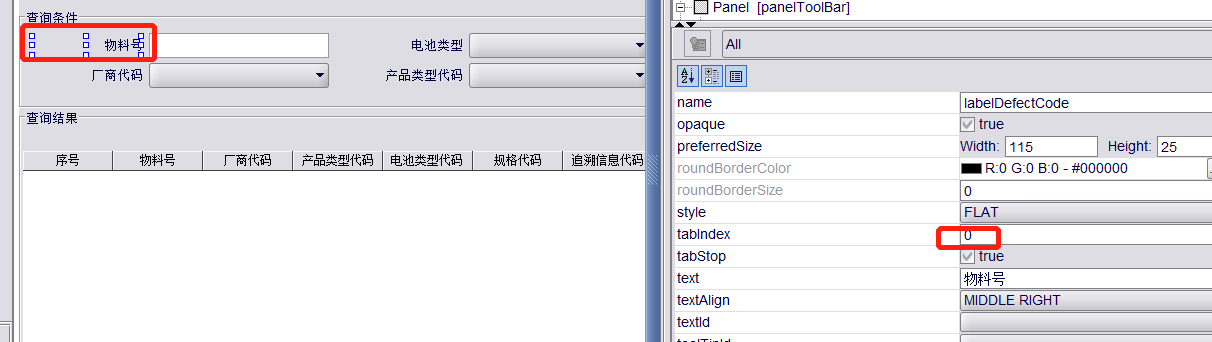 查询条件
物料号
电池类型
厂商代码
产品类型代码
查询结果
序号 物料号 厂商代码 产品类型代码 电池类型代码 规格代码 追溯信息代码
Panel [panelToolBar]
All
name labelDefectCode
opaque true
preferredSize Width: 115 Height: 25
roundBorderColor R:0 G:0 B:0 - #000000
roundBorderSize 0
style FLAT
tabIndex 0
tabStop true
text 物料号
textAlign MIDDLE RIGHT
textId